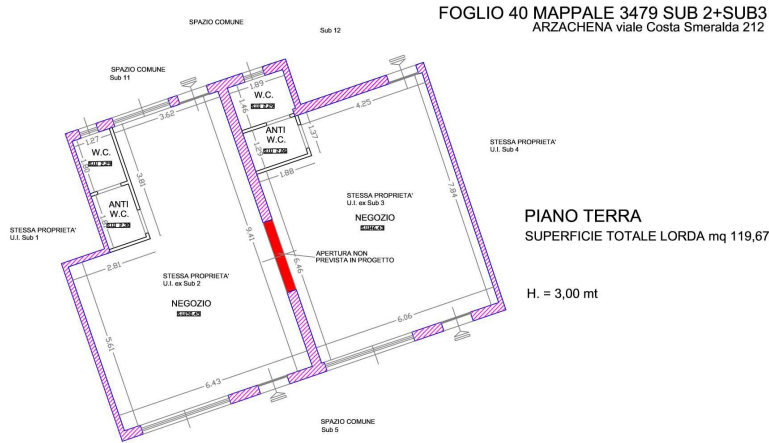 FOGLIO 40 MAPPALE 3479 SUB 2+SUB3
ARZACHENA viale Costa Smeralda 212
SPAZIO COMUNE
Sub 12
SPAZIO COMUNE
Sub 11
1.89
W.C.
1.46
4.25
3.62
ANTI
W.C.
1.37
1.29
1.27
W.C.
STESSA PROPRIETA'
U.I. Sub 4
3.81
1.88
7.84
ANTI
W.C.
STESSA PROPRIETA'
U.I. ex Sub 3
NEGOZIO
STESSA PROPRIETA'
U.I. Sub 1
9.41
PIANO TERRA
SUPERFICIE TOTALE LORDA mq 119,67
APERTURA NON
PREVISTA IN PROGETTO
6.46
2.81
STESSA PROPRIETA'
U.I. ex Sub 2
NEGOZIO
H. = 3,00 mt
6.06
5.61
6.43
SPAZIO COMUNE
Sub 5